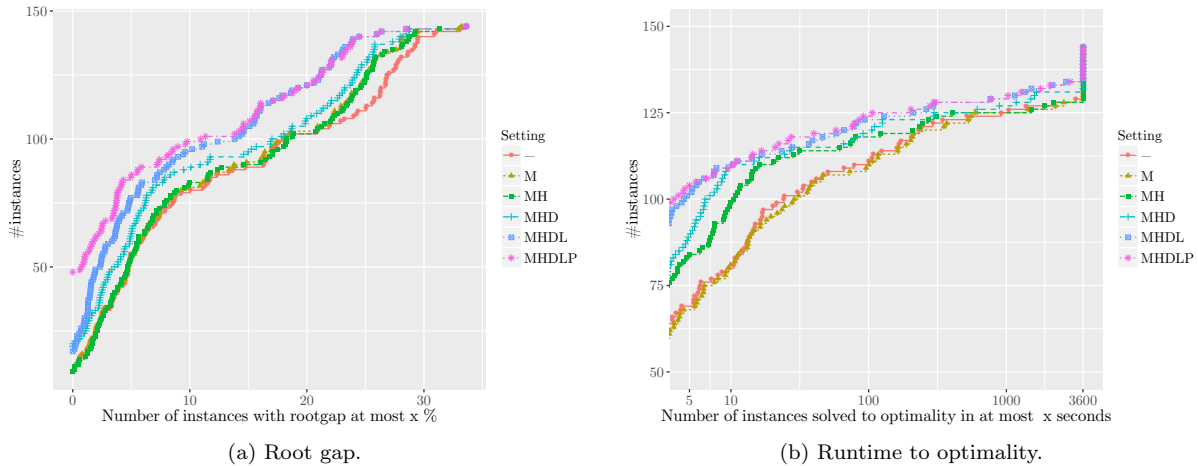 150
100
50
#instances
0
10
20
30
Number of instances with rootgap at most x %
Setting
—
M
MH
MHD
MHDL
MHDLP
(a) Root gap.
150
125
100
75
50
#instances
5
10
100
1000
3600
Number of instances solved to optimality in at most x seconds
Setting
—
M
MH
MHD
MHDL
MHDLP
(b) Runtime to optimality.